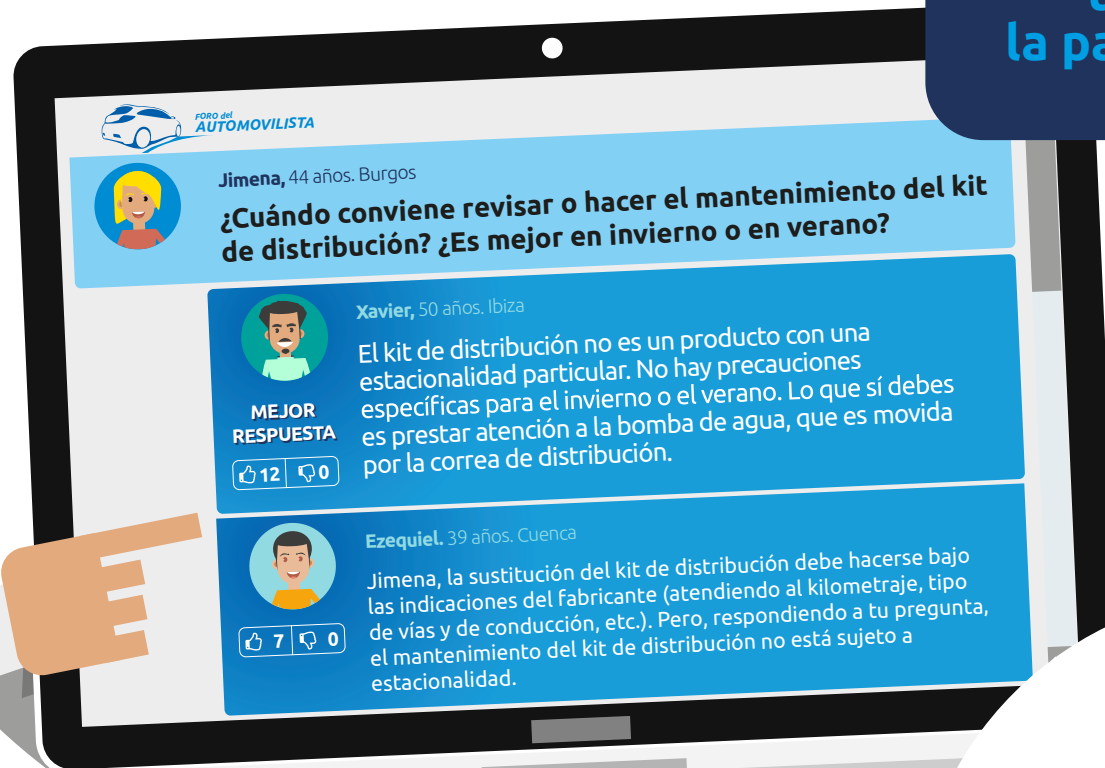 la pa
FORO del
AUTOMOVILISTA
Jimena, 44 años. Burgos
¿Cuándo conviene revisar o hacer el mantenimiento del kit
de distribución? ¿Es mejor en invierno o en verano?
Xavier, 50 años. Ibiza
El kit de distribución no es un producto con una
estacionalidad particular. No hay precauciones
específicas para el invierno o el verano. Lo que sí debes
es prestar atención a la bomba de agua, que es movida
por la correa de distribución.
MEJOR
RESPUESTA
12 0
Ezequiel. 39 años. Cuenca
Jimena, la sustitución del kit de distribución debe hacerse bajo
las indicaciones del fabricante (atendiendo al kilometraje, tipo
de vías y de conducción, etc.). Pero, respondiendo a tu pregunta,
el mantenimiento del kit de distribución no está sujeto a
estacionalidad.
7 0